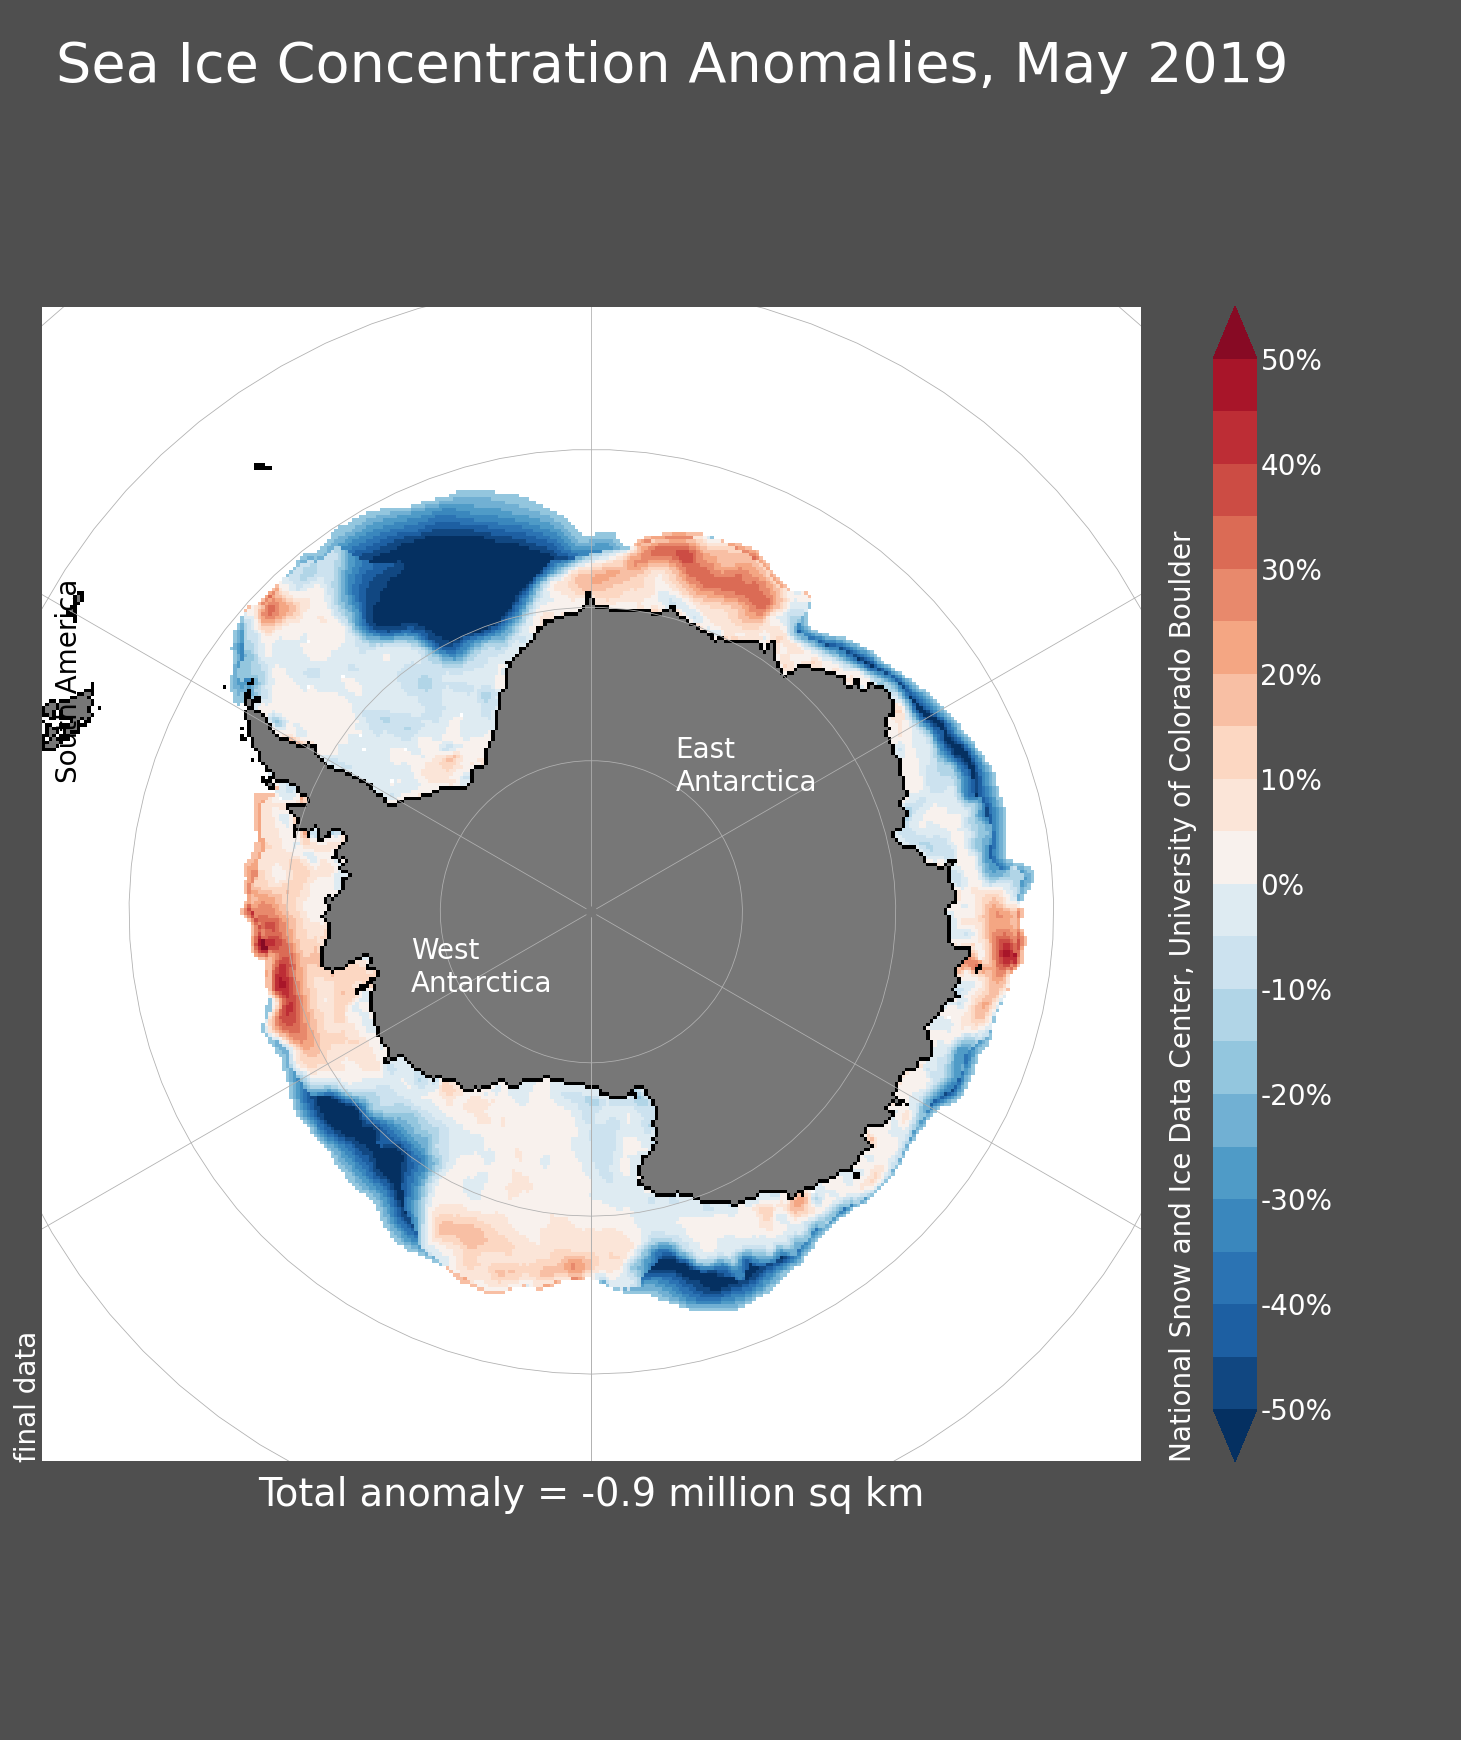 Sea Ice Concentration Anomalies, May 2019
South America
East
Antarctica
West
Antarctica
final data
National Snow and Ice Data Center, University of Colorado Boulder
50%
40%
30%
20%
10%
0%
-10%
-20%
-30%
-40%
-50%
Total anomaly = -0.9 million sq km